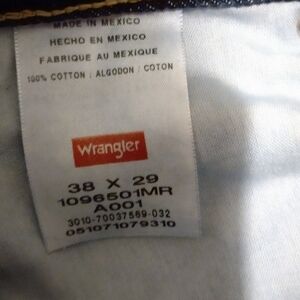 MADE IN MEXICO
HECHO EN MEXICO
FABRIQUE AU MEXIQUE
100% COTTON / ALGODON / COTON
Wrangler
38 X 29
1096501MR
A001
3010-70037589-032
051071079310